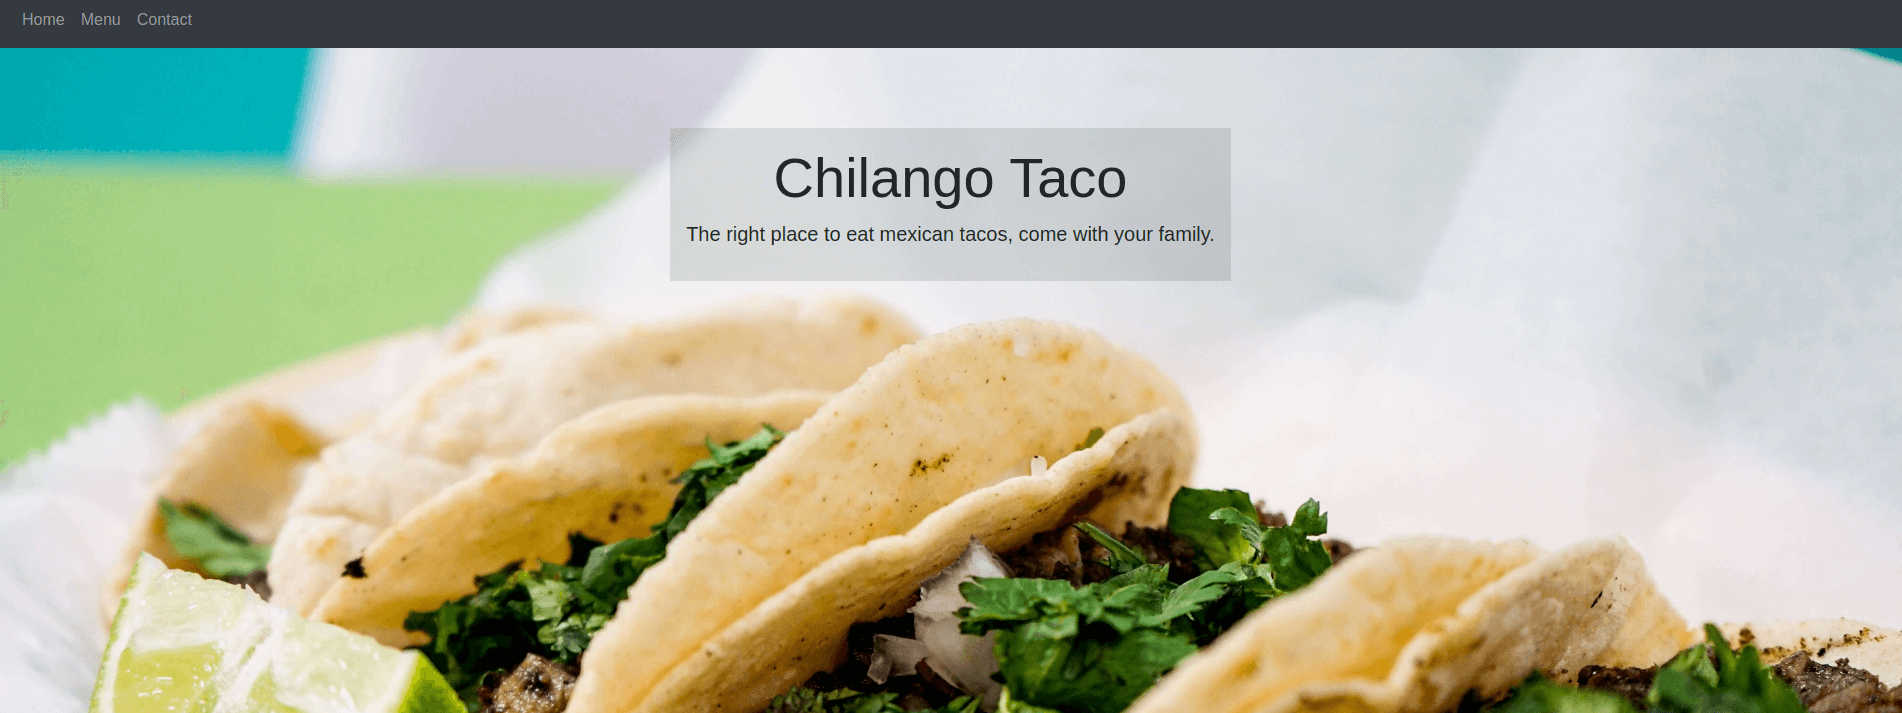 Home Menu Contact
Chilango Taco
The right place to eat mexican tacos, come with your family.